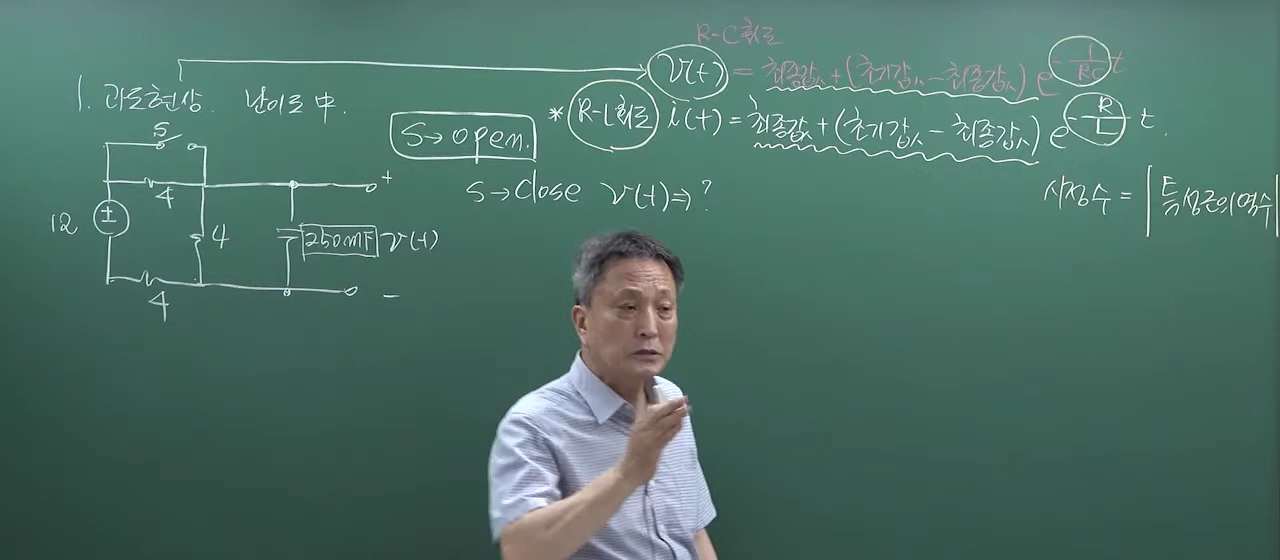 R-C회로
v(t) = 최종값 + (초기값 - 최종값) e^{-\frac{1}{RC}t}
1. 과도현상. 난이도 中.
* R-L회로 i(t) = 최종값 + (초기값 - 최종값) e^{-\frac{R}{L}t}.
S→open.
S→close v(t)⇒?
시정수 = |특성근의 역수|
S
4
+
12
±
4
250mF v(t)
4
-